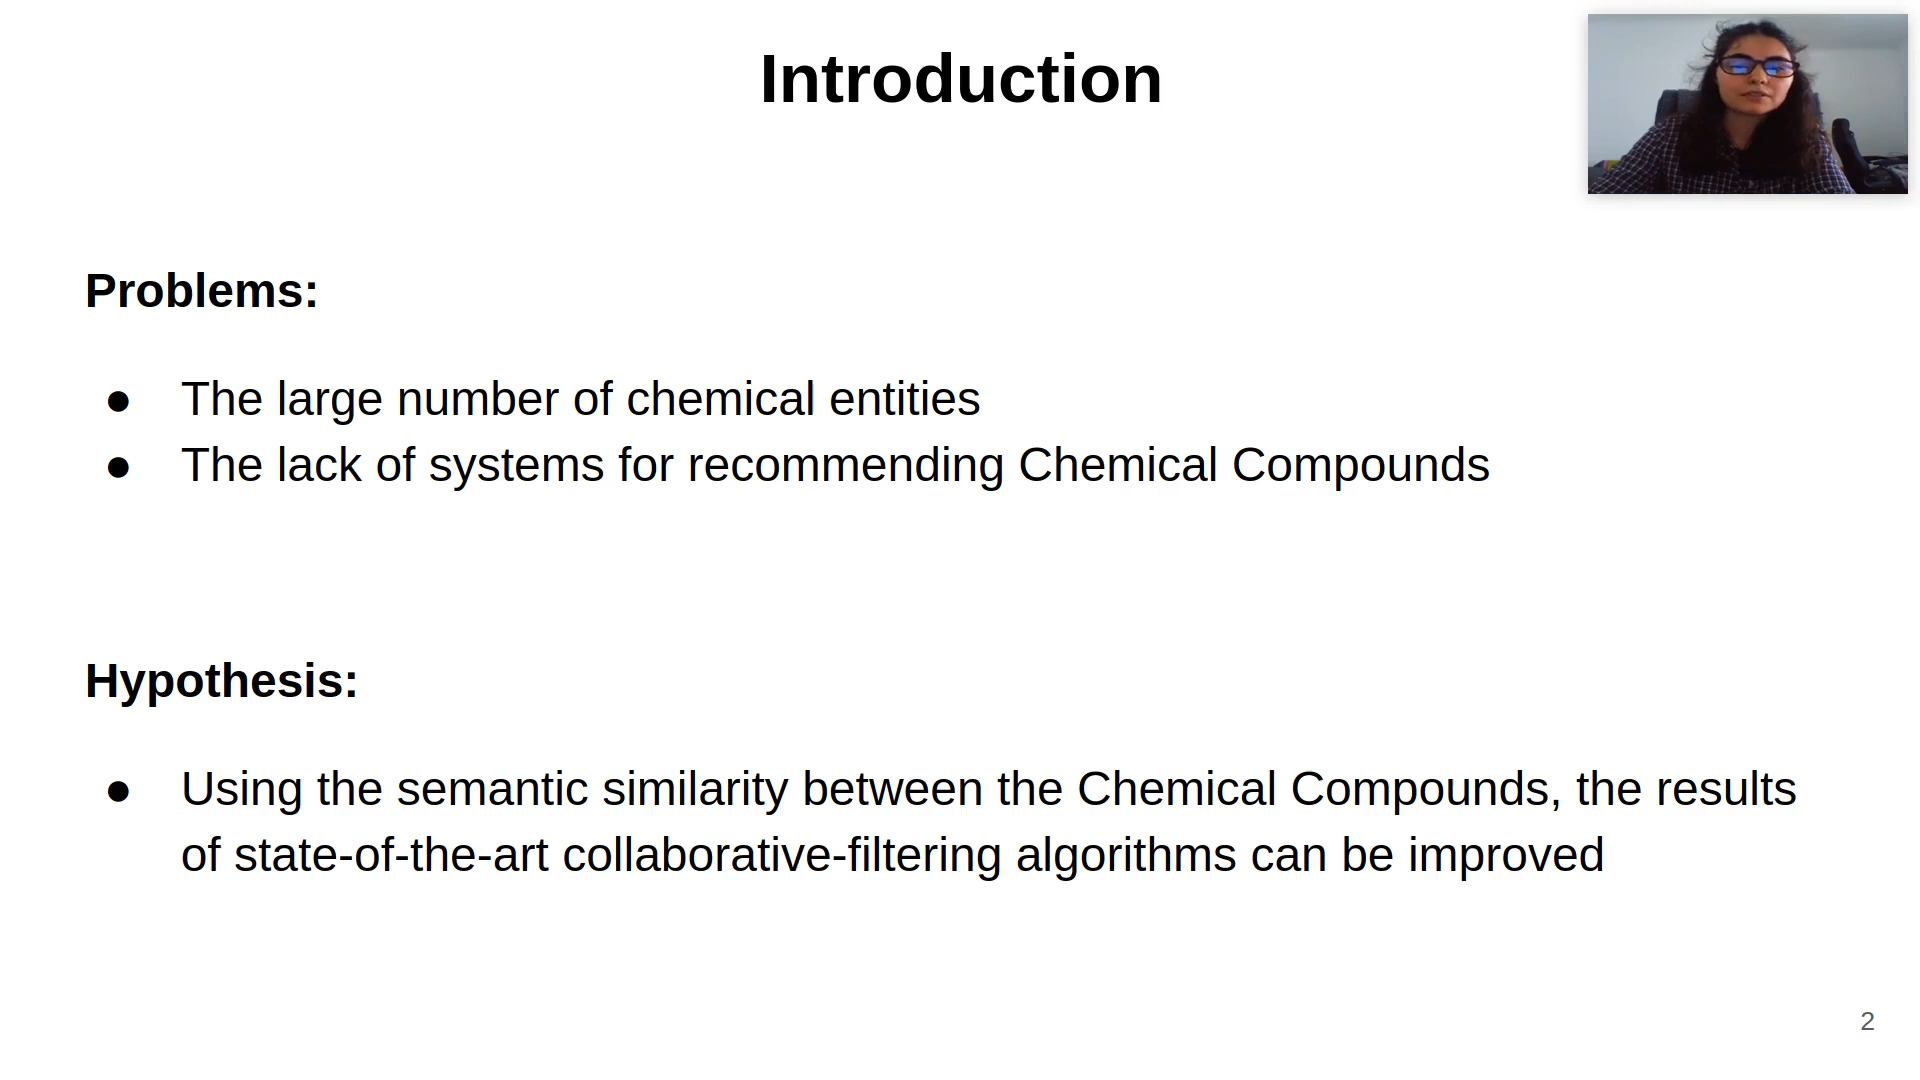 Introduction
Problems:
● The large number of chemical entities
● The lack of systems for recommending Chemical Compounds
Hypothesis:
● Using the semantic similarity between the Chemical Compounds, the results
of state-of-the-art collaborative-filtering algorithms can be improved
2